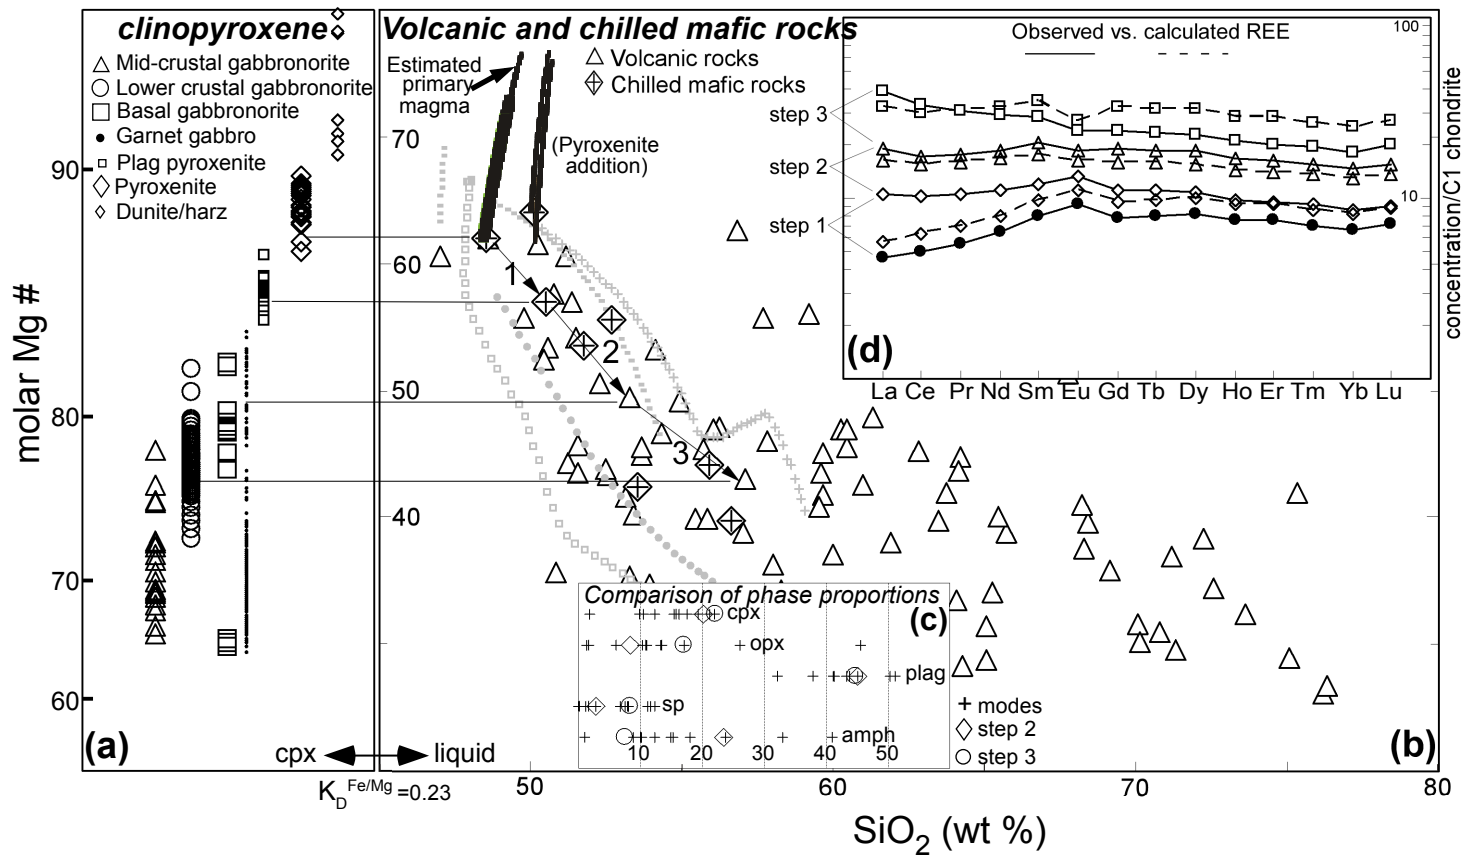 clinopyroxene
Mid-crustal gabbronorite
Lower crustal gabbronorite
Basal gabbronorite
Garnet gabbro
Plag pyroxenite
Pyroxenite
Dunite/harz
molar Mg #
90
80
70
60
(a)
cpx
liquid
K_D^Fe/Mg =0.23
Volcanic and chilled mafic rocks
Estimated
primary
magma
Volcanic rocks
Chilled mafic rocks
(Pyroxenite
addition)
70
60
50
40
1
2
3
Observed vs. calculated REE
step 3
step 2
step 1
100
10
concentration/C1 chondrite
(d)
La Ce Pr Nd Sm Eu Gd Tb Dy Ho Er Tm Yb Lu
Comparison of phase proportions
(c)
cpx
opx
plag
sp
amph
10 20 30 40 50
+ modes
step 2
step 3
(b)
50 60 70 80
SiO₂ (wt %)